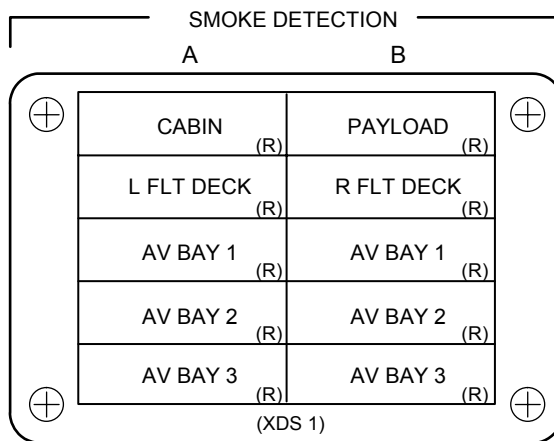 SMOKE DETECTION
A B
CABIN (R) PAYLOAD (R)
L FLT DECK (R) R FLT DECK (R)
AV BAY 1 (R) AV BAY 1 (R)
AV BAY 2 (R) AV BAY 2 (R)
AV BAY 3 (R) AV BAY 3 (R)
(XDS 1)